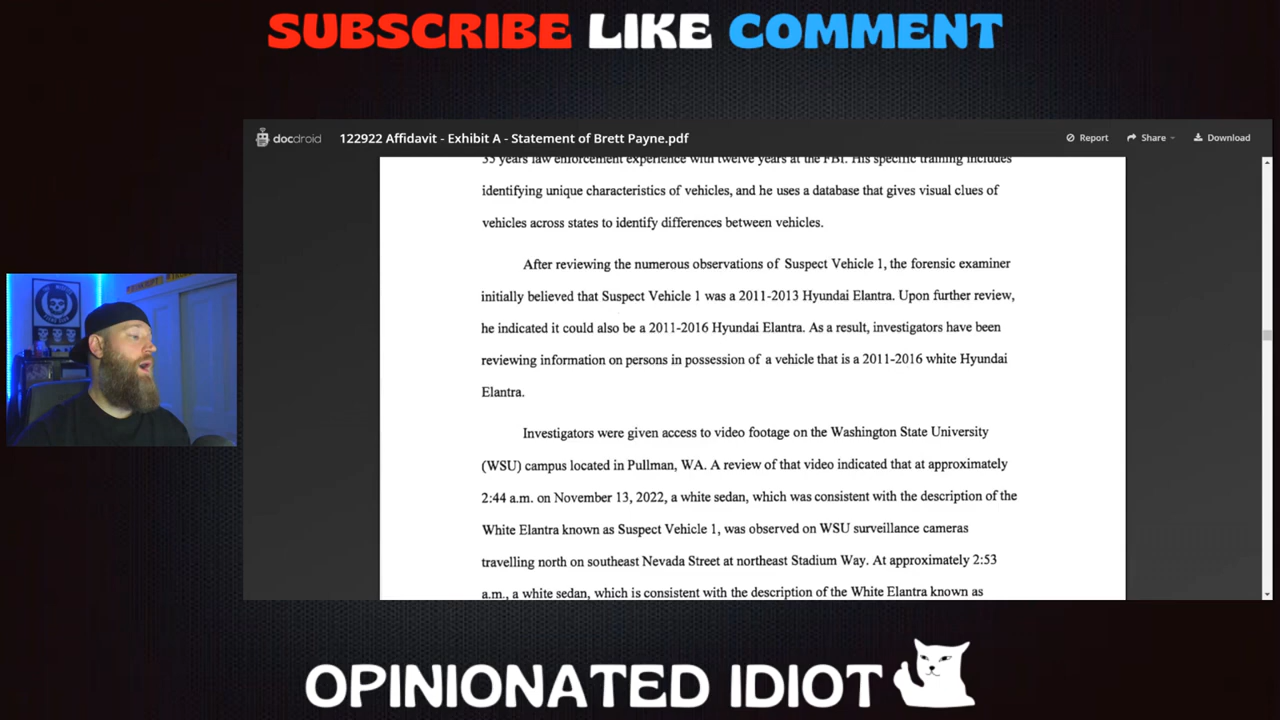 SUBSCRIBE LIKE COMMENT
docdroid
122922 Affidavit - Exhibit A - Statement of Brett Payne.pdf
Report
Share
Download
35 years law enforcement experience with twelve years at the FBI. His specific training includes
identifying unique characteristics of vehicles, and he uses a database that gives visual clues of
vehicles across states to identify differences between vehicles.
After reviewing the numerous observations of Suspect Vehicle 1, the forensic examiner
initially believed that Suspect Vehicle 1 was a 2011-2013 Hyundai Elantra. Upon further review,
he indicated it could also be a 2011-2016 Hyundai Elantra. As a result, investigators have been
reviewing information on persons in possession of a vehicle that is a 2011-2016 white Hyundai
Elantra.
Investigators were given access to video footage on the Washington State University
(WSU) campus located in Pullman, WA. A review of that video indicated that at approximately
2:44 a.m. on November 13, 2022, a white sedan, which was consistent with the description of the
White Elantra known as Suspect Vehicle 1, was observed on WSU surveillance cameras
travelling north on southeast Nevada Street at northeast Stadium Way. At approximately 2:53
a.m., a white sedan, which is consistent with the description of the White Elantra known as
OPINIONATED IDIOT